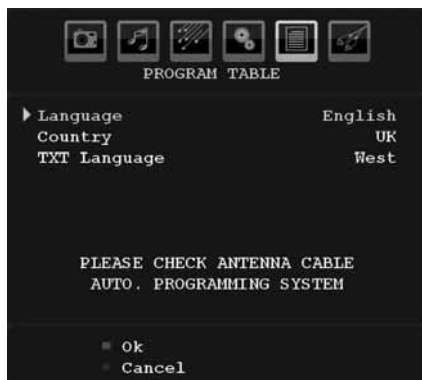 PROGRAM TABLE
Language English
Country UK
TXT Language West
PLEASE CHECK ANTENNA CABLE
AUTO. PROGRAMMING SYSTEM
Ok
Cancel